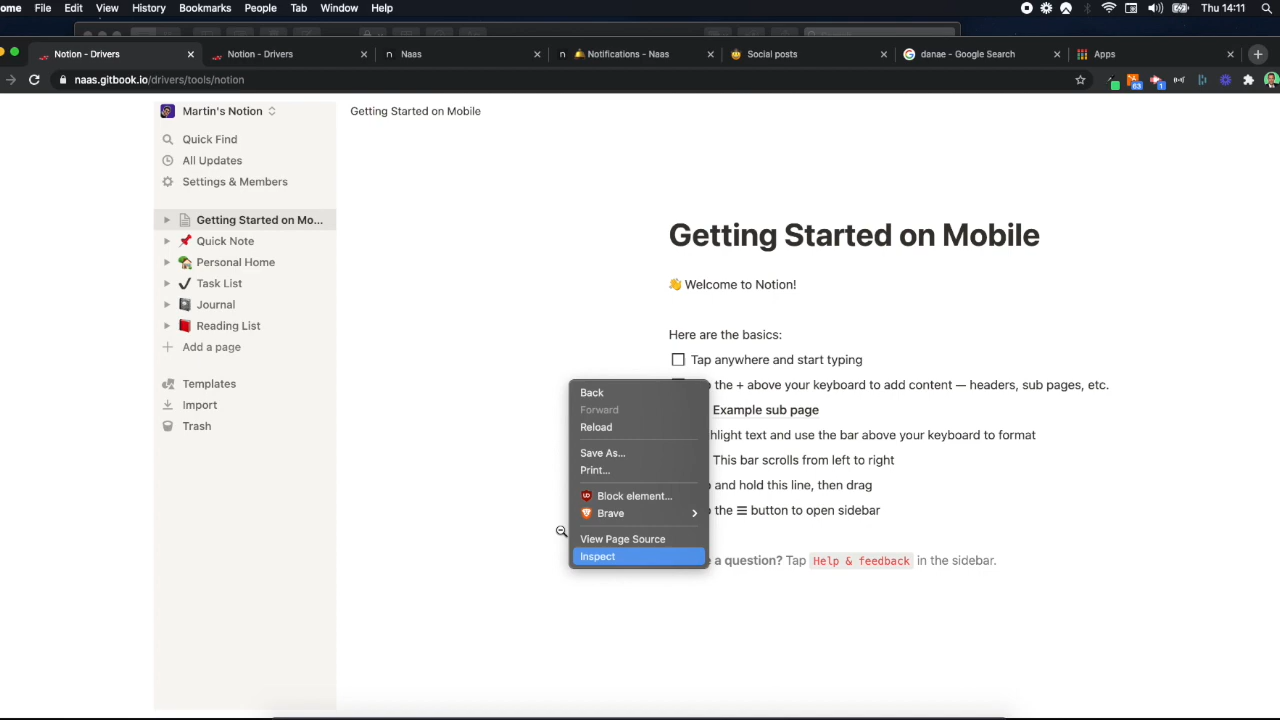 ome File Edit View History Bookmarks People Tab Window Help Thu 14:11
Notion - Drivers Notion - Drivers Naas Notifications - Naas Social posts danae - Google Search Apps
naas.gitbook.io/drivers/tools/notion
63 1
Martin's Notion
Getting Started on Mobile
Quick Find
All Updates
Settings & Members
Getting Started on Mo...
Quick Note
Personal Home
Task List
Journal
Reading List
Add a page
Templates
Import
Trash
Getting Started on Mobile
👋 Welcome to Notion!
Here are the basics:
Tap anywhere and start typing
the + above your keyboard to add content — headers, sub pages, etc.
Example sub page
hlight text and use the bar above your keyboard to format
This bar scrolls from left to right
and hold this line, then drag
the ☰ button to open sidebar
e a question? Tap Help & feedback in the sidebar.
Back
Forward
Reload
Save As...
Print...
Block element...
Brave
View Page Source
Inspect